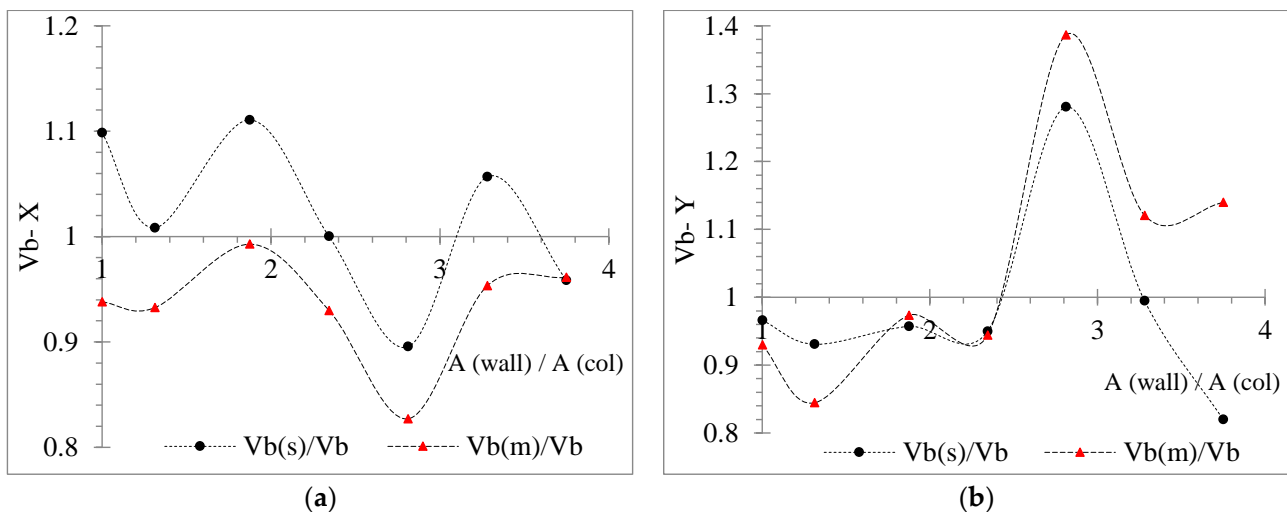 1.2
1.1
1
0.9
0.8
Vb- X
1 2 3 4
A (wall) / A (col)
Vb(s)/Vb Vb(m)/Vb
(a)
1.4
1.3
1.2
1.1
1
0.9
0.8
Vb- Y
1 2 3 4
A (wall) / A (col)
Vb(s)/Vb Vb(m)/Vb
(b)